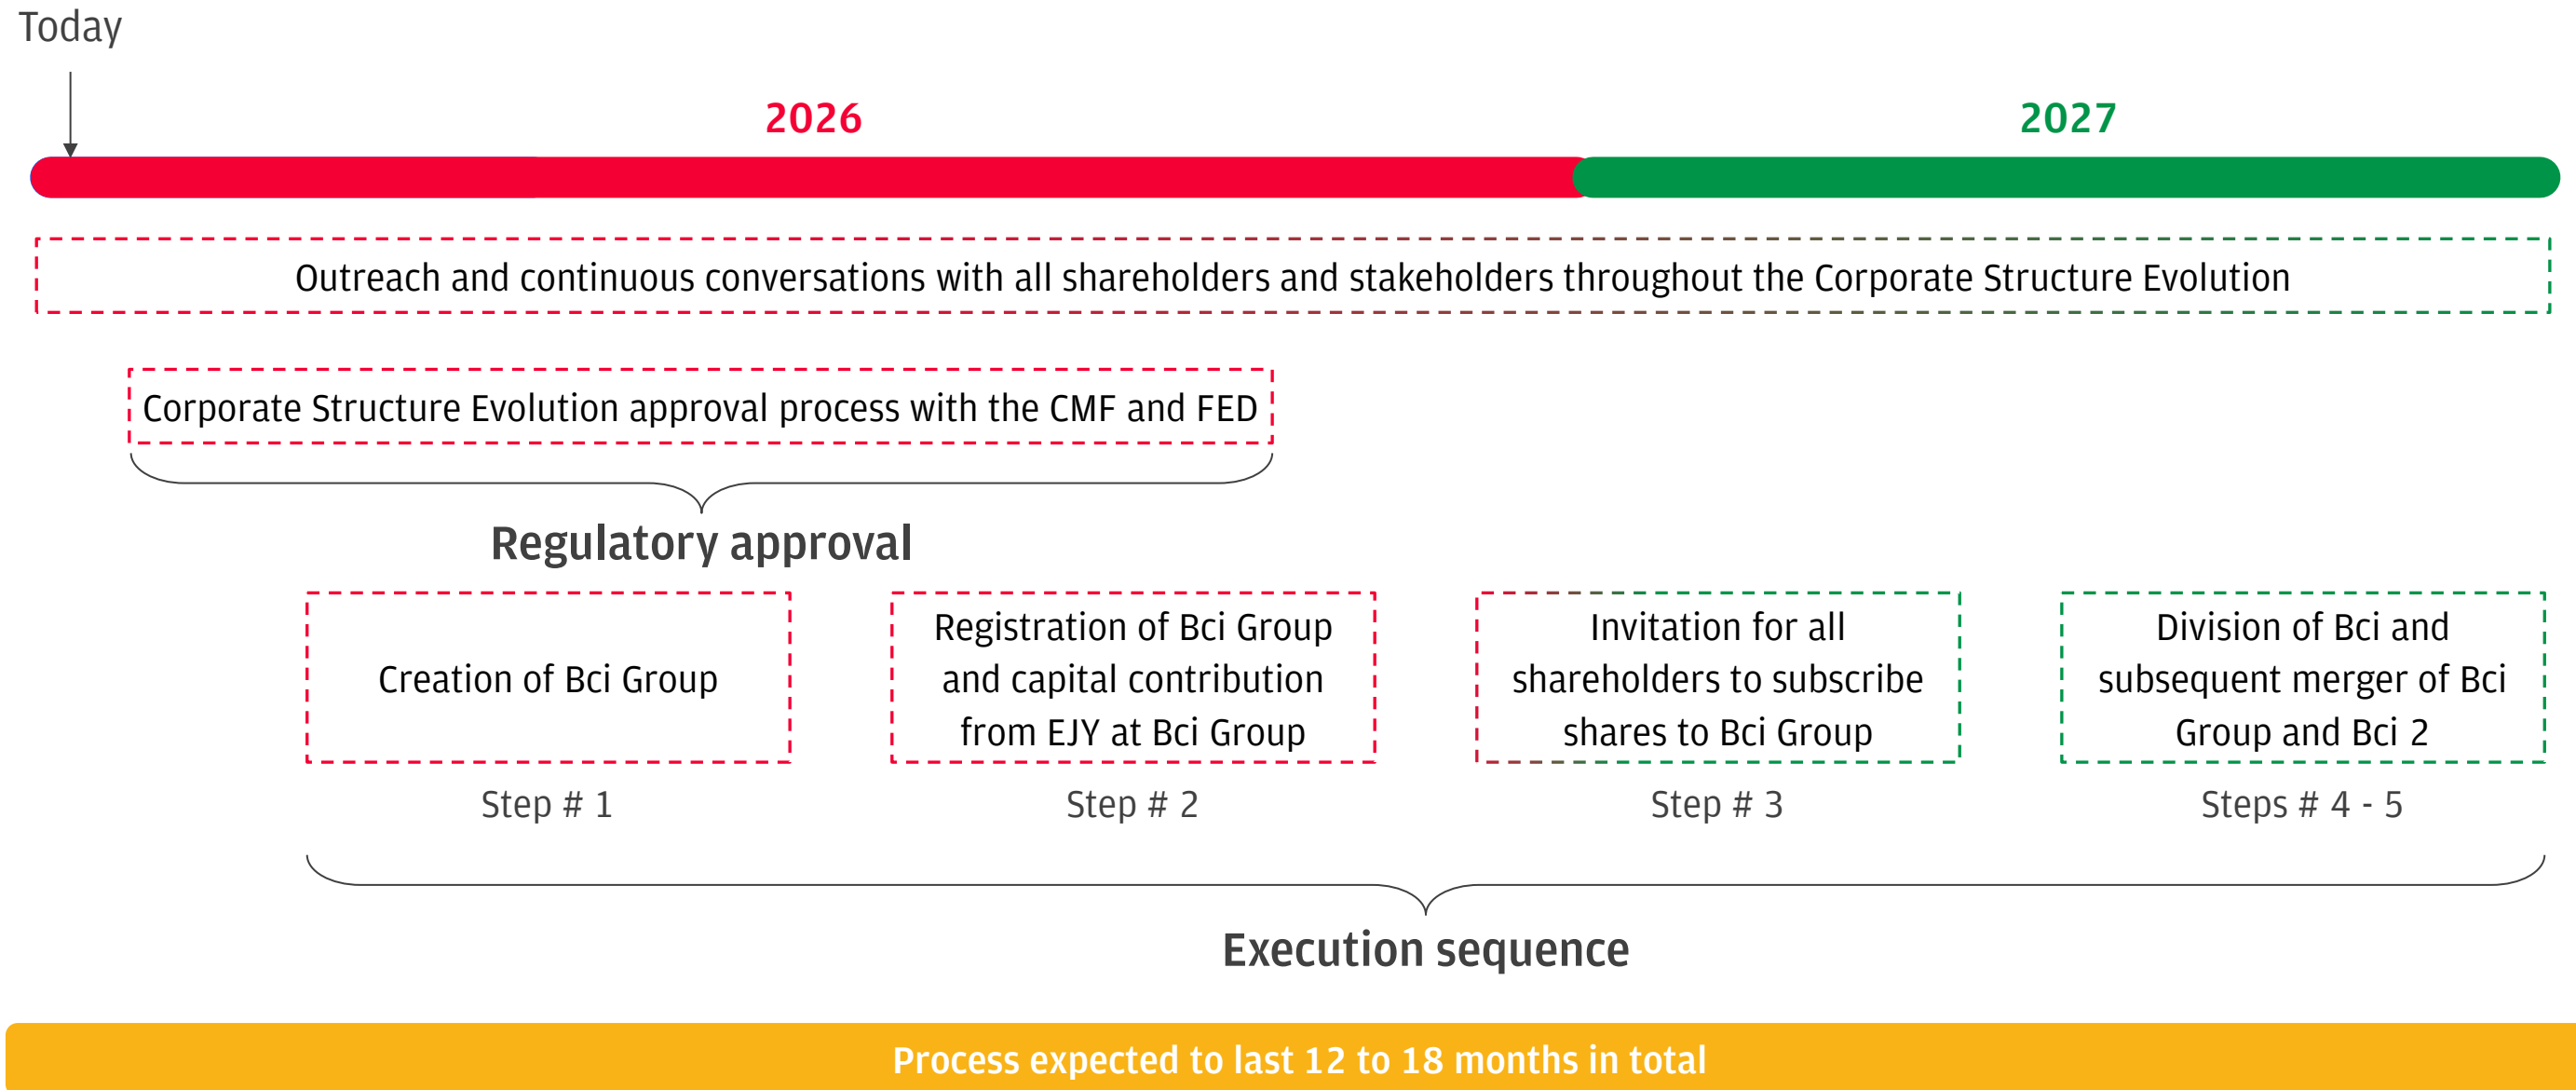 Today
2026
2027
Outreach and continuous conversations with all shareholders and stakeholders throughout the Corporate Structure Evolution
Corporate Structure Evolution approval process with the CMF and FED
Regulatory approval
Creation of Bci Group
Step # 1
Registration of Bci Group
and capital contribution
from EJY at Bci Group
Step # 2
Invitation for all
shareholders to subscribe
shares to Bci Group
Step # 3
Division of Bci and
subsequent merger of Bci
Group and Bci 2
Steps # 4 - 5
Execution sequence
Process expected to last 12 to 18 months in total